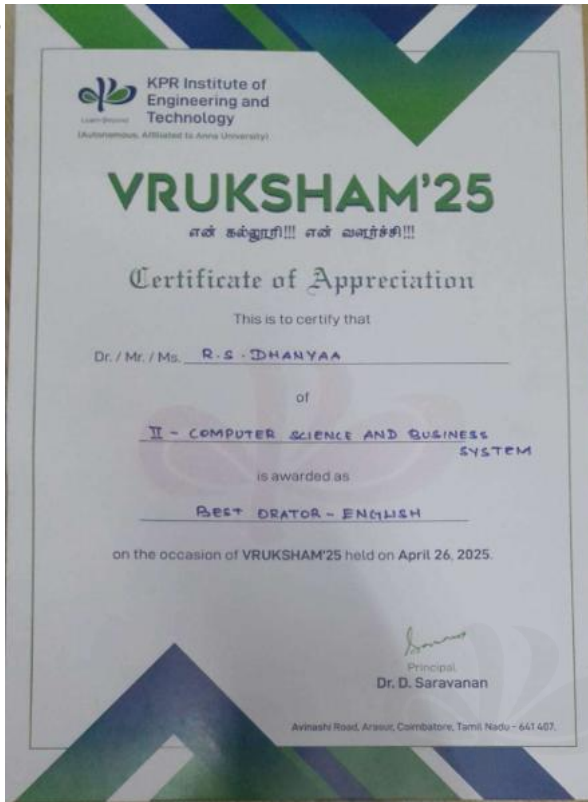 KPR Institute of
Engineering and
Technology
Learn Beyond
(Autonomous, Affiliated to Anna University)
VRUKSHAM'25
என் கல்லூரி!!! என் வளர்ச்சி!!!
Certificate of Appreciation
This is to certify that
Dr. / Mr. / Ms. R.S. DHANYAA
of
II - COMPUTER SCIENCE AND BUSINESS
SYSTEM
is awarded as
BEST ORATOR - ENGLISH
on the occasion of VRUKSHAM'25 held on April 26, 2025.
Principal,
Dr. D. Saravanan
Avinashi Road, Arasur, Coimbatore, Tamil Nadu - 641 407.